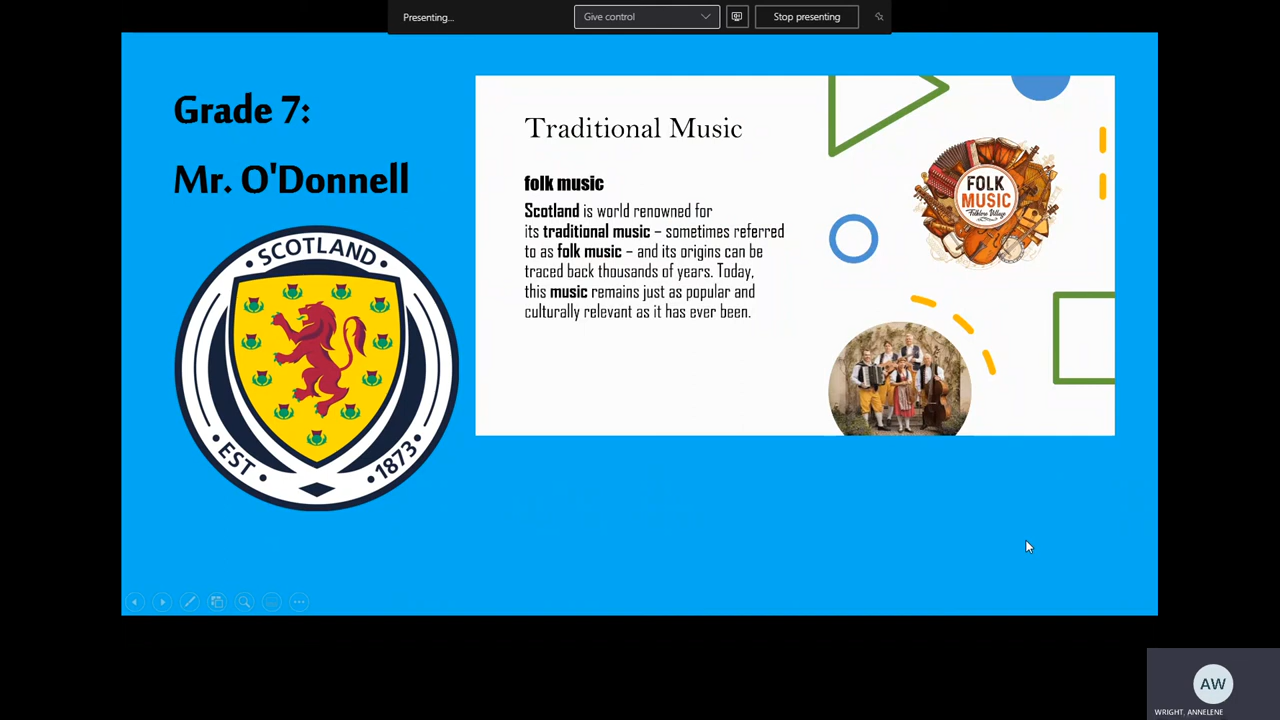 Presenting...
Give control
Stop presenting
Grade 7:
Mr. O'Donnell
SCOTLAND
EST
1873
Traditional Music
folk music
Scotland is world renowned for
its traditional music – sometimes referred
to as folk music – and its origins can be
traced back thousands of years. Today,
this music remains just as popular and
culturally relevant as it has ever been.
FOLK
MUSIC
Folklore Village
AW
WRIGHT, ANNELENE